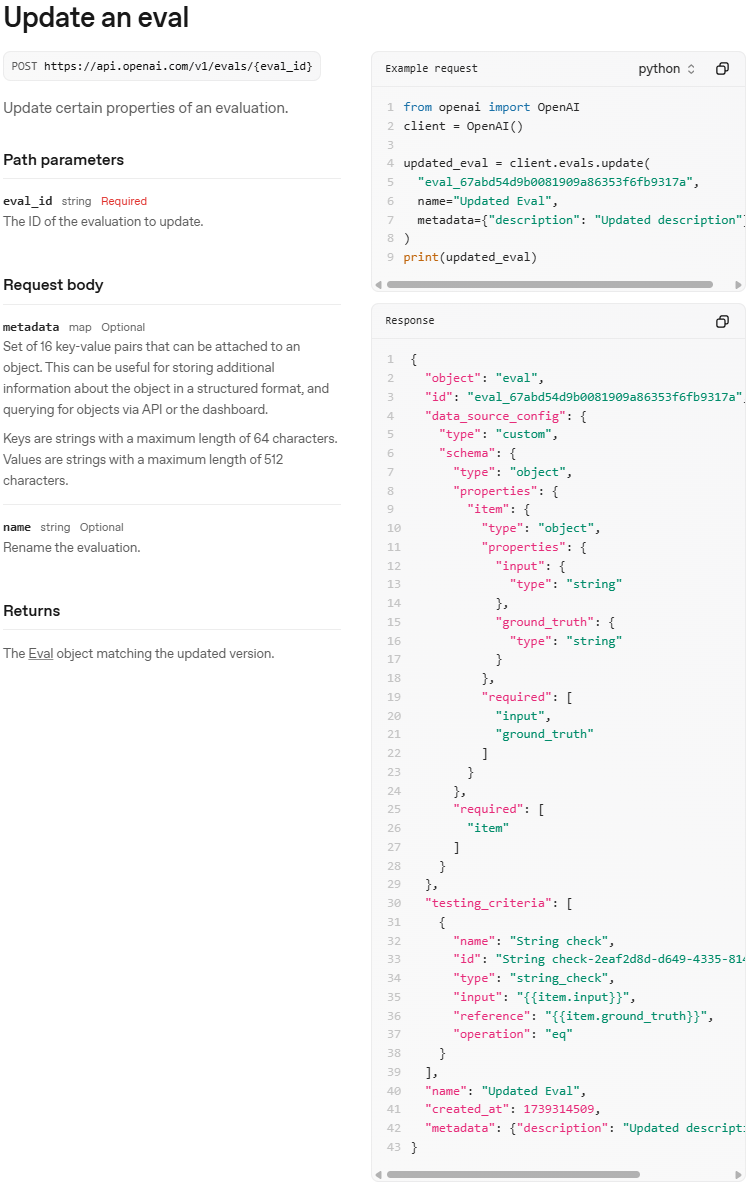 Update an eval
POST https://api.openai.com/v1/evals/{eval_id}
Update certain properties of an evaluation.
Path parameters
eval_id string Required
The ID of the evaluation to update.
Request body
metadata map Optional
Set of 16 key-value pairs that can be attached to an
object. This can be useful for storing additional
information about the object in a structured format, and
querying for objects via API or the dashboard.
Keys are strings with a maximum length of 64 characters.
Values are strings with a maximum length of 512
characters.
name string Optional
Rename the evaluation.
Returns
The Eval object matching the updated version.
Example request python
1 from openai import OpenAI
2 client = OpenAI()
3
4 updated_eval = client.evals.update(
5   "eval_67abd54d9b0081909a86353f6fb9317a",
6   name="Updated Eval",
7   metadata={"description": "Updated description"}
8 )
9 print(updated_eval)
Response
1 {
2   "object": "eval",
3   "id": "eval_67abd54d9b0081909a86353f6fb9317a",
4   "data_source_config": {
5     "type": "custom",
6     "schema": {
7       "type": "object",
8       "properties": {
9         "item": {
10           "type": "object",
11           "properties": {
12             "input": {
13               "type": "string"
14             },
15             "ground_truth": {
16               "type": "string"
17             }
18           },
19           "required": [
20             "input",
21             "ground_truth"
22           ]
23         }
24       },
25       "required": [
26         "item"
27       ]
28     }
29   },
30   "testing_criteria": [
31     {
32       "name": "String check",
33       "id": "String check-2eaf2d8d-d649-4335-814
34       "type": "string_check",
35       "input": "{{item.input}}",
36       "reference": "{{item.ground_truth}}",
37       "operation": "eq"
38     }
39   ],
40   "name": "Updated Eval",
41   "created_at": 1739314509,
42   "metadata": {"description": "Updated descripti
43 }